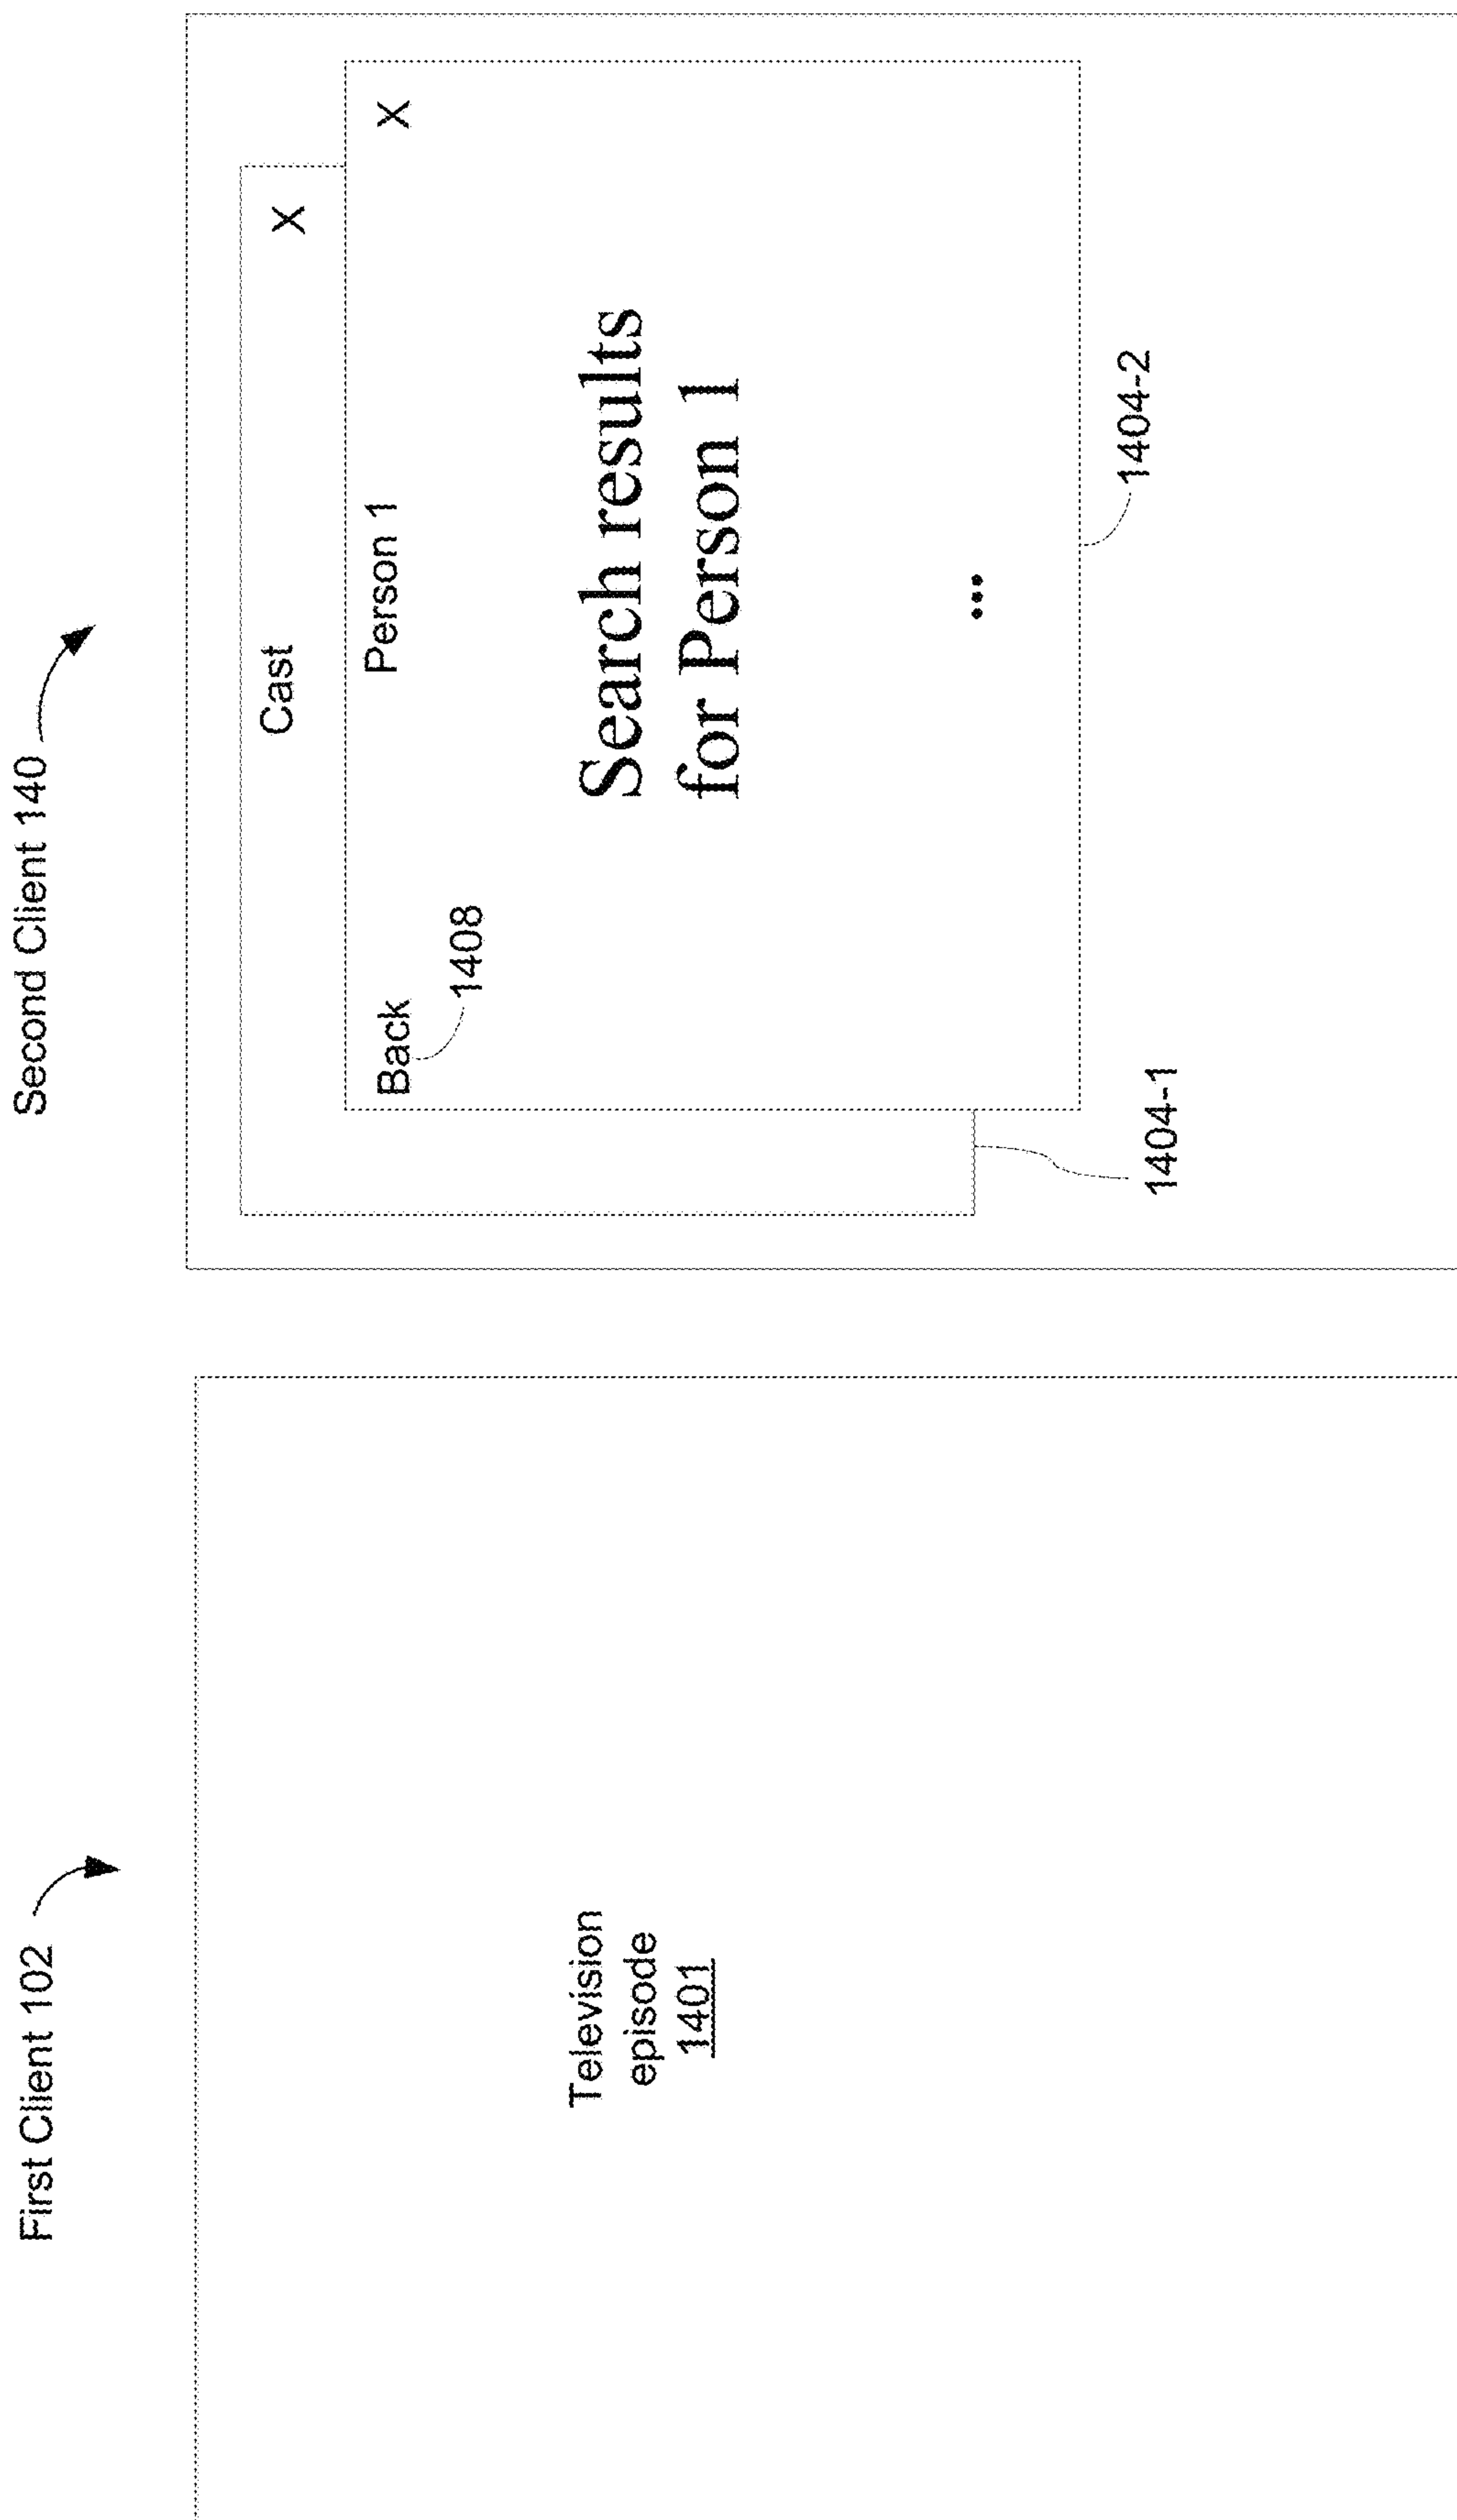 First Client 102
Television
episode
1401
Second Client 140
Cast
X
Back
Person 1
X
1408
Search results
for Person 1
...
1404-2
1404-1